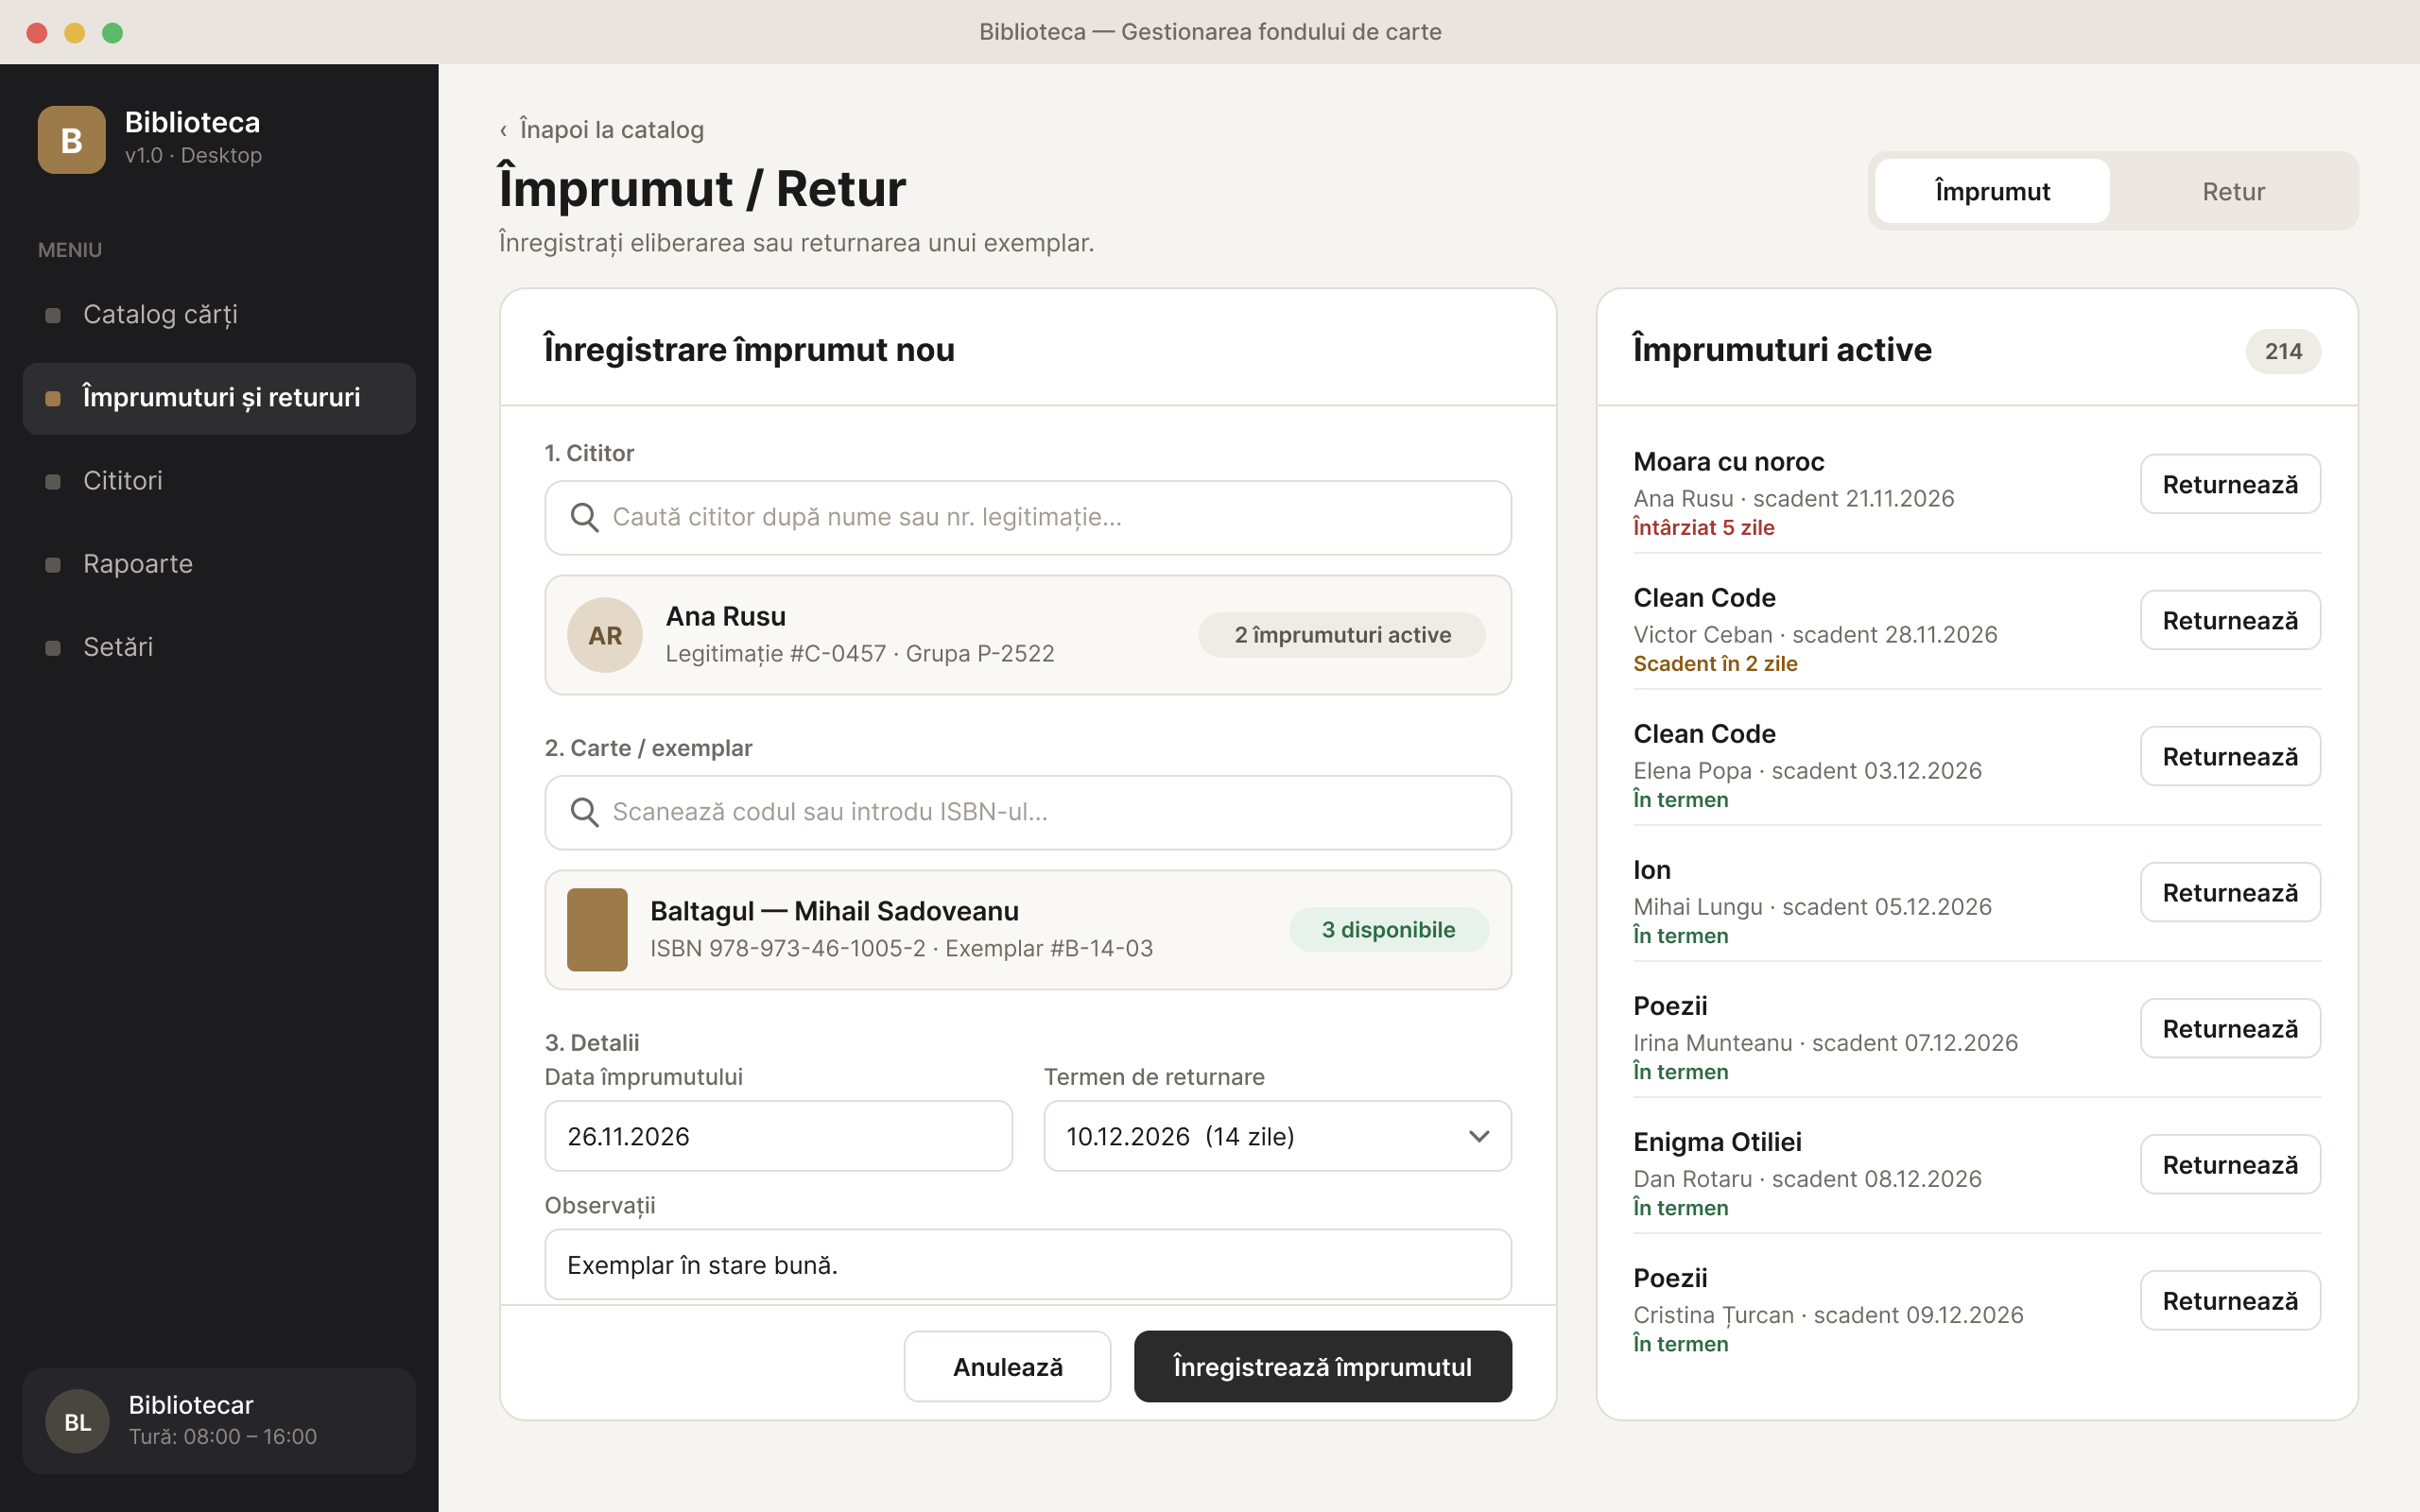 Biblioteca — Gestionarea fondului de carte
B
Biblioteca
v1.0 · Desktop
MENIU
Catalog cărți
Împrumuturi și retururi
Cititori
Rapoarte
Setări
BL
Bibliotecar
Tură: 08:00 – 16:00
‹ Înapoi la catalog
Împrumut / Retur
Înregistrați eliberarea sau returnarea unui exemplar.
Împrumut
Retur
Înregistrare împrumut nou
1. Cititor
Caută cititor după nume sau nr. legitimație...
AR
Ana Rusu
Legitimație #C-0457 · Grupa P-2522
2 împrumuturi active
2. Carte / exemplar
Scanează codul sau introdu ISBN-ul...
Baltagul — Mihail Sadoveanu
ISBN 978-973-46-1005-2 · Exemplar #B-14-03
3 disponibile
3. Detalii
Data împrumutului
26.11.2026
Termen de returnare
10.12.2026 (14 zile)
Observații
Exemplar în stare bună.
Anulează
Înregistrează împrumutul
Împrumuturi active
214
Moara cu noroc
Ana Rusu · scadent 21.11.2026
Întârziat 5 zile
Returnează
Clean Code
Victor Ceban · scadent 28.11.2026
Scadent în 2 zile
Returnează
Clean Code
Elena Popa · scadent 03.12.2026
În termen
Returnează
Ion
Mihai Lungu · scadent 05.12.2026
În termen
Returnează
Poezii
Irina Munteanu · scadent 07.12.2026
În termen
Returnează
Enigma Otiliei
Dan Rotaru · scadent 08.12.2026
În termen
Returnează
Poezii
Cristina Țurcan · scadent 09.12.2026
În termen
Returnează